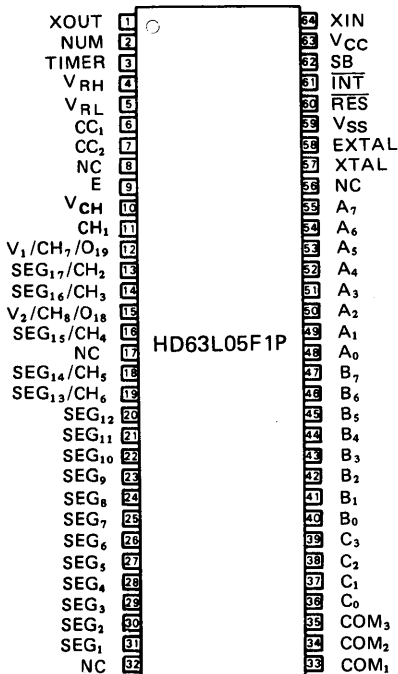 XOUT 1 64 XIN
NUM 2 63 VCC
TIMER 3 62 SB
VRH 4 61 INT
VRL 5 60 RES
CC₁ 6 59 VSS
CC₂ 7 58 EXTAL
NC 8 57 XTAL
E 9 56 NC
VCH 10 55 A₇
CH₁ 11 54 A₆
V₁/CH₇/O₁₉ 12 53 A₅
SEG₁₇/CH₂ 13 52 A₄
SEG₁₆/CH₃ 14 51 A₃
V₂/CH₈/O₁₈ 15 50 A₂
SEG₁₅/CH₄ 16 49 A₁
NC 17 HD63L05F1P 48 A₀
SEG₁₄/CH₅ 18 47 B₇
SEG₁₃/CH₆ 19 46 B₆
SEG₁₂ 20 45 B₅
SEG₁₁ 21 44 B₄
SEG₁₀ 22 43 B₃
SEG₉ 23 42 B₂
SEG₈ 24 41 B₁
SEG₇ 25 40 B₀
SEG₆ 26 39 C₃
SEG₅ 27 38 C₂
SEG₄ 28 37 C₁
SEG₃ 29 36 C₀
SEG₂ 30 35 COM₃
SEG₁ 31 34 COM₂
NC 32 33 COM₁